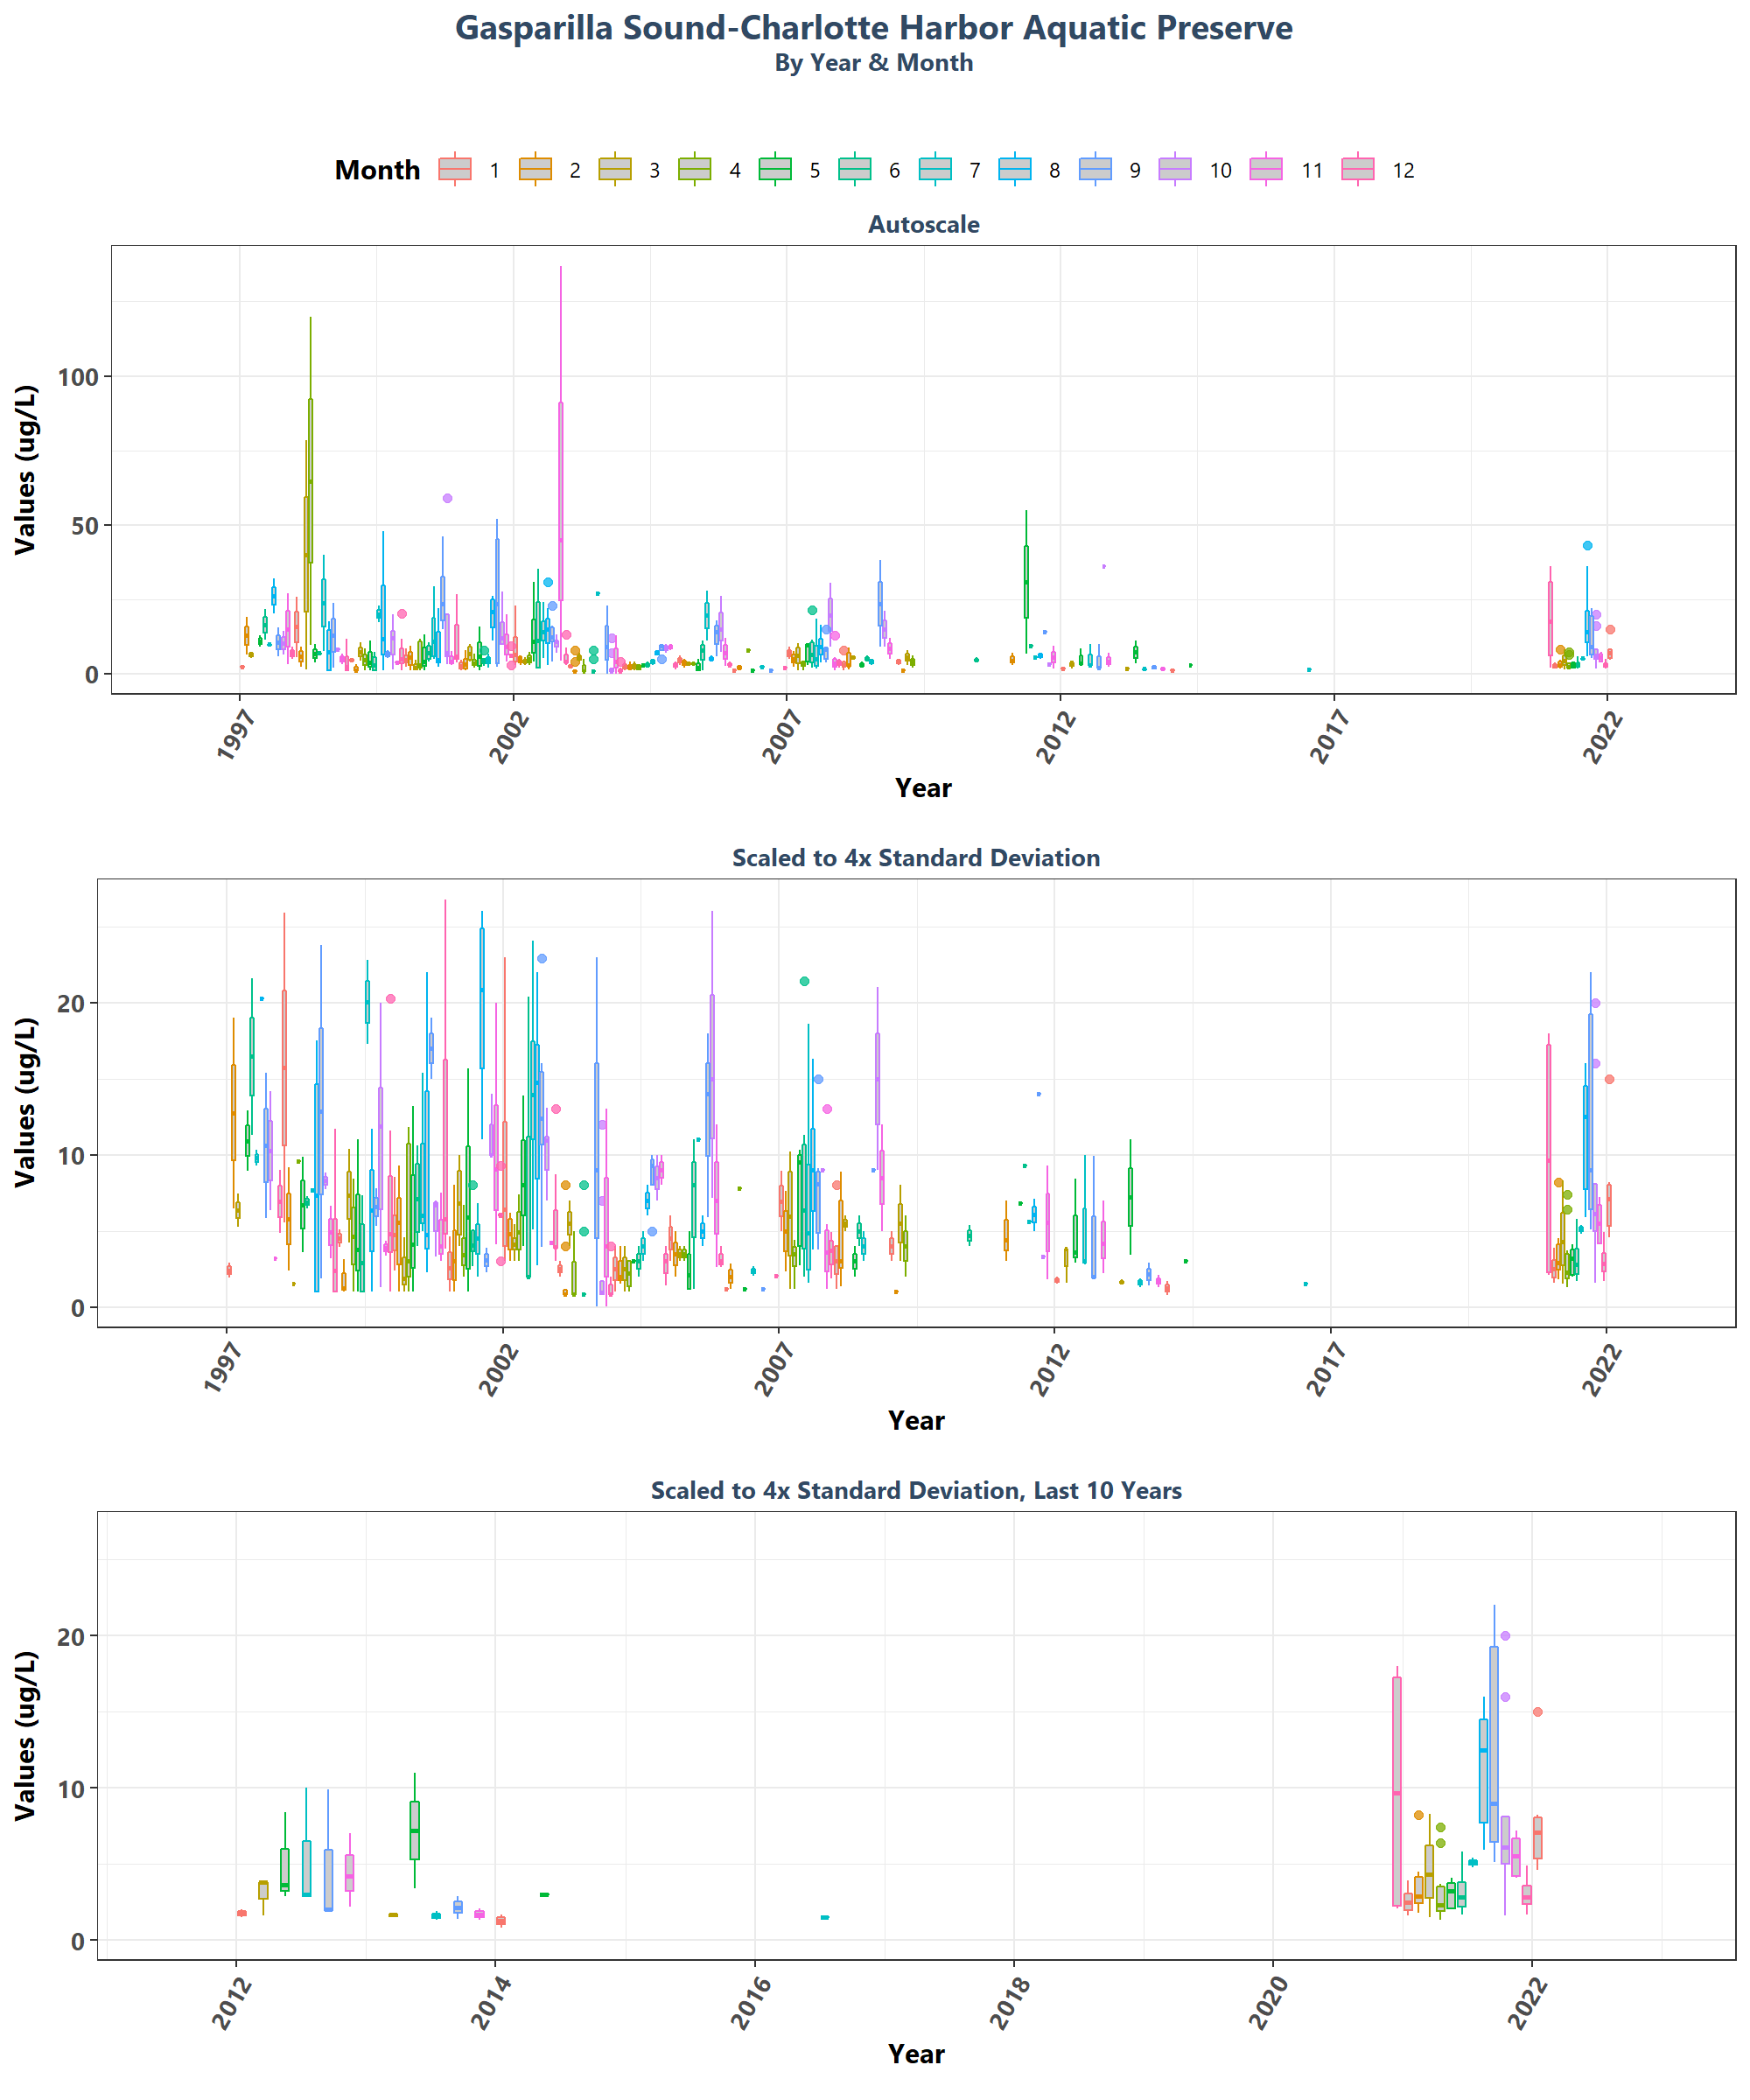 Gasparilla Sound-Charlotte Harbor Aquatic Preserve
By Year & Month
Month 1 2 3 4 5 6 7 8 9 10 11 12
Autoscale
Values (ug/L)
100
50
0
1997 2002 2007 2012 2017 2022
Year
Scaled to 4x Standard Deviation
Values (ug/L)
20
10
0
1997 2002 2007 2012 2017 2022
Year
Scaled to 4x Standard Deviation, Last 10 Years
Values (ug/L)
20
10
0
2012 2014 2016 2018 2020 2022
Year